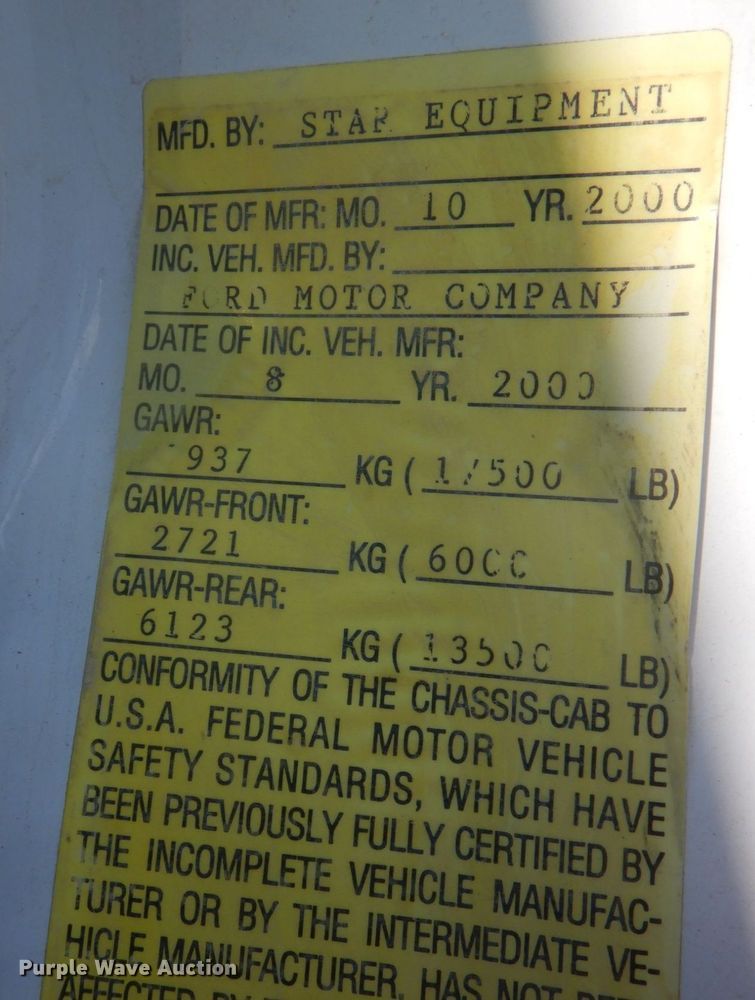 MFD. BY: STAR EQUIPMENT
DATE OF MFR: MO. 10 YR. 2000
INC. VEH. MFD. BY:
FORD MOTOR COMPANY
DATE OF INC. VEH. MFR:
MO. 8 YR. 2000
GAWR:
937 KG ( 17500 LB)
GAWR-FRONT:
2721 KG ( 6000 LB)
GAWR-REAR:
6123 KG ( 13500 LB)
CONFORMITY OF THE CHASSIS-CAB TO
U.S.A. FEDERAL MOTOR VEHICLE
SAFETY STANDARDS, WHICH HAVE
BEEN PREVIOUSLY FULLY CERTIFIED BY
THE INCOMPLETE VEHICLE MANUFAC-
TURER OR BY THE INTERMEDIATE VE-
HICLE MANUFACTURER, HAS NOT
AFFECTED
Purple Wave Auction